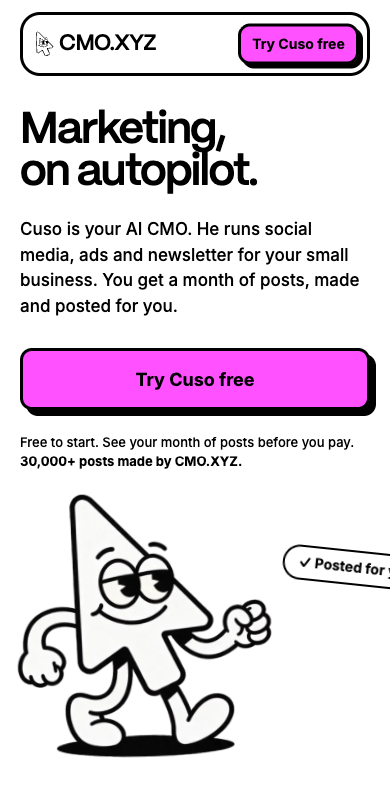 CMO.XYZ
Try Cuso free
Marketing,
on autopilot.
Cuso is your AI CMO. He runs social
media, ads and newsletter for your small
business. You get a month of posts, made
and posted for you.
Try Cuso free
Free to start. See your month of posts before you pay.
30,000+ posts made by CMO.XYZ.
✓ Posted for